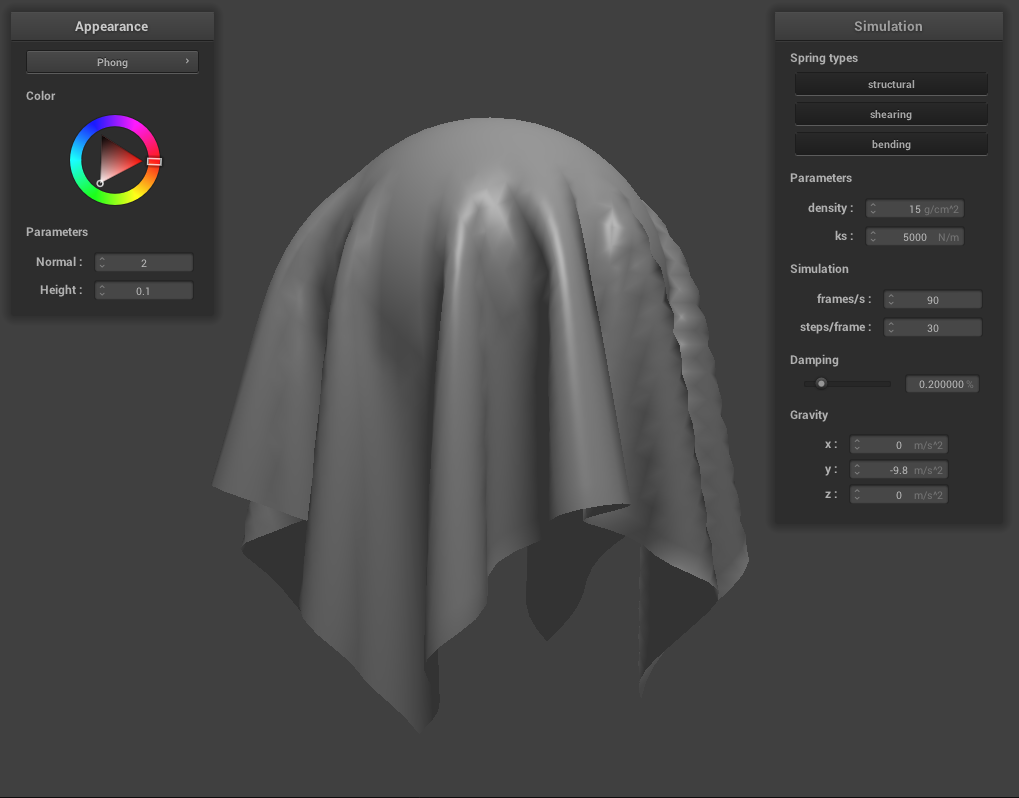 Appearance
Phong ›
Color
Parameters
Normal : 2
Height : 0.1
Simulation
Spring types
structural
shearing
bending
Parameters
density : 15 g/cm^2
ks : 5000 N/m
Simulation
frames/s : 90
steps/frame : 30
Damping
0.200000 %
Gravity
x : 0 m/s^2
y : -9.8 m/s^2
z : 0 m/s^2